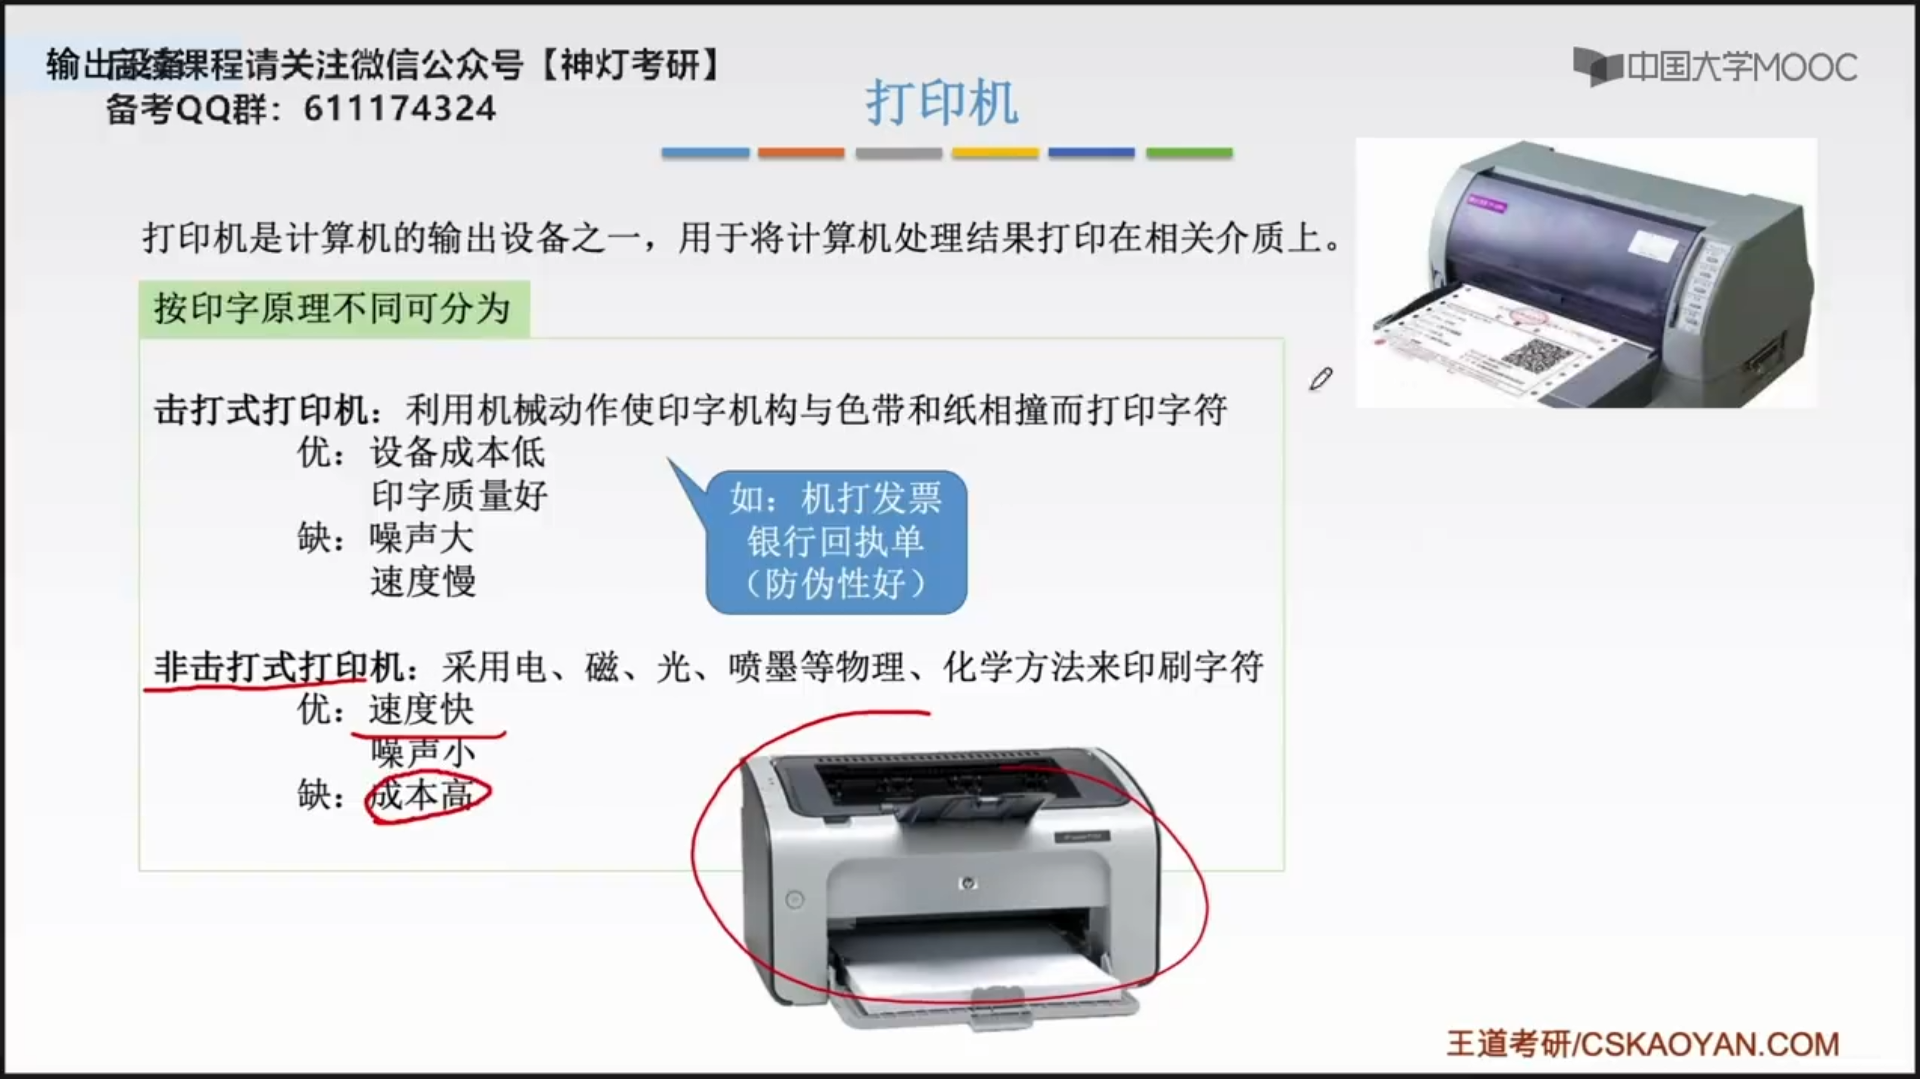 输出设备
后续课程请关注微信公众号【神灯考研】
备考QQ群：611174324
中国大学MOOC
打印机
打印机是计算机的输出设备之一，用于将计算机处理结果打印在相关介质上。
按印字原理不同可分为
击打式打印机：利用机械动作使印字机构与色带和纸相撞而打印字符
优：设备成本低
印字质量好
缺：噪声大
速度慢
如：机打发票
银行回执单
（防伪性好）
非击打式打印机：采用电、磁、光、喷墨等物理、化学方法来印刷字符
优：速度快
噪声小
缺：成本高
hp
王道考研/CSKAOYAN.COM